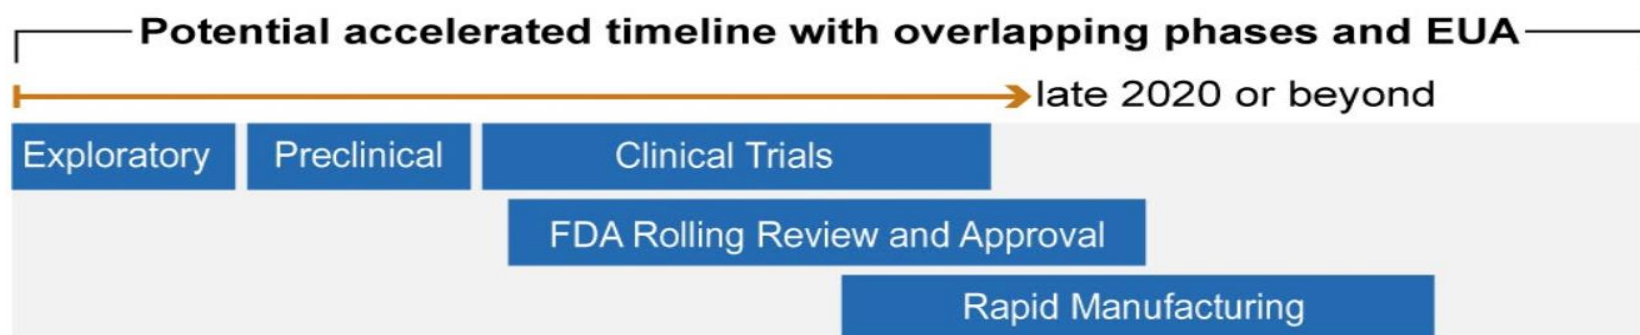 Potential accelerated timeline with overlapping phases and EUA
late 2020 or beyond
Exploratory
Preclinical
Clinical Trials
FDA Rolling Review and Approval
Rapid Manufacturing